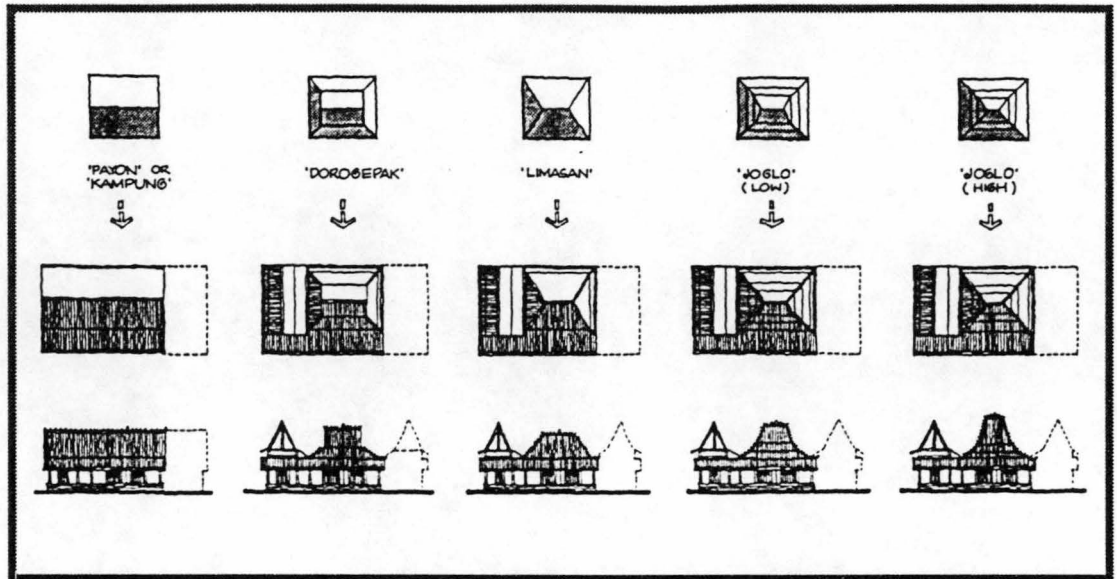 "PAYON" OR
"KAMPUNG"
"DOROGEPAK"
"LIMASAN"
"JOGLO"
(LOW)
"JOGLO"
(HIGH)